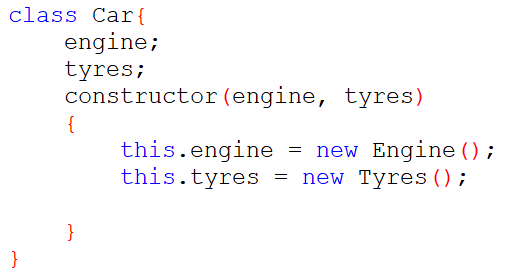 class Car{
engine;
tyres;
constructor(engine, tyres)
{
this.engine = new Engine();
this.tyres = new Tyres();
}
}